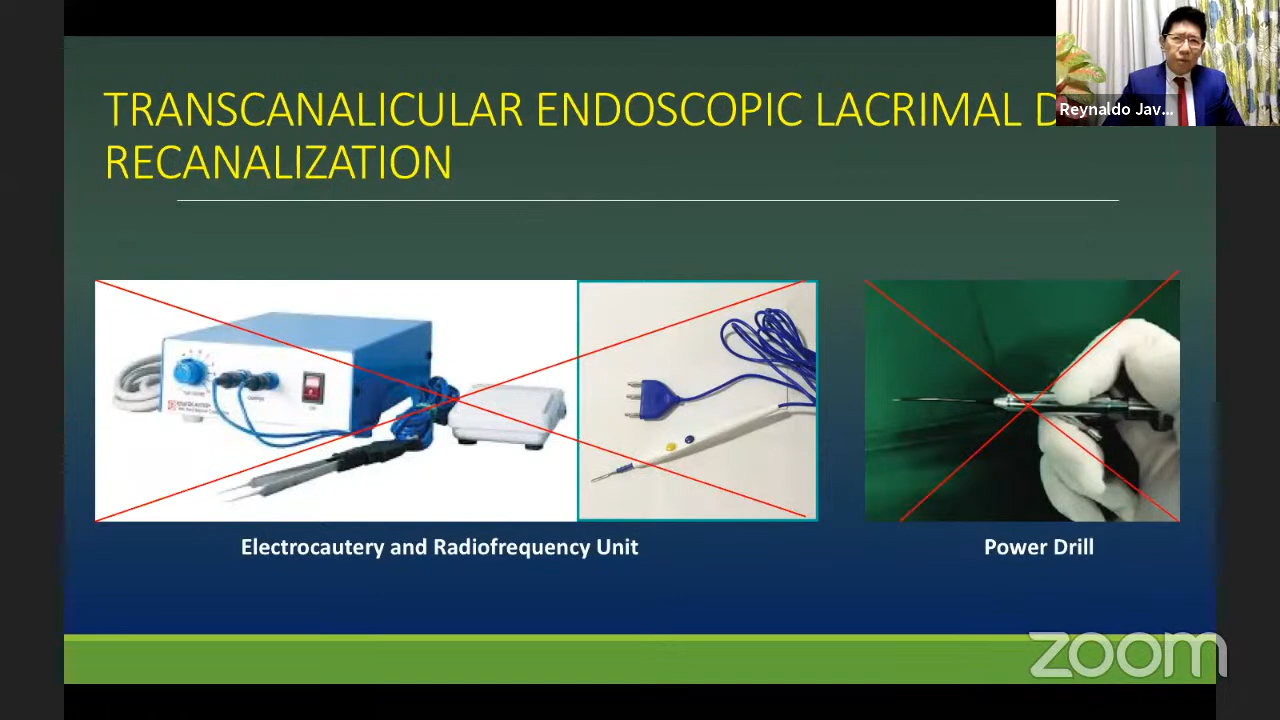 TRANSCANALICULAR ENDOSCOPIC LACRIMAL D
RECANALIZATION
Reynaldo Jav...
Electrocautery and Radiofrequency Unit
Power Drill
zoom